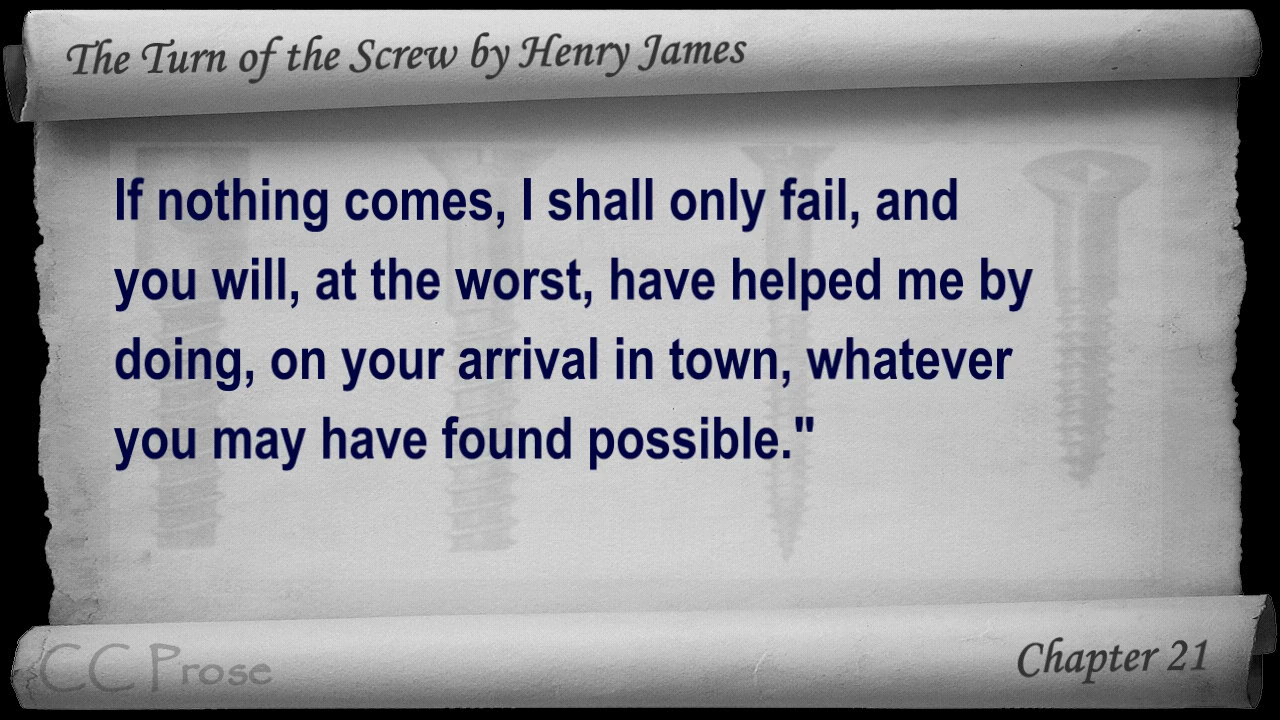 The Turn of the Screw by Henry James
If nothing comes, I shall only fail, and
you will, at the worst, have helped me by
doing, on your arrival in town, whatever
you may have found possible."
CC Prose
Chapter 21